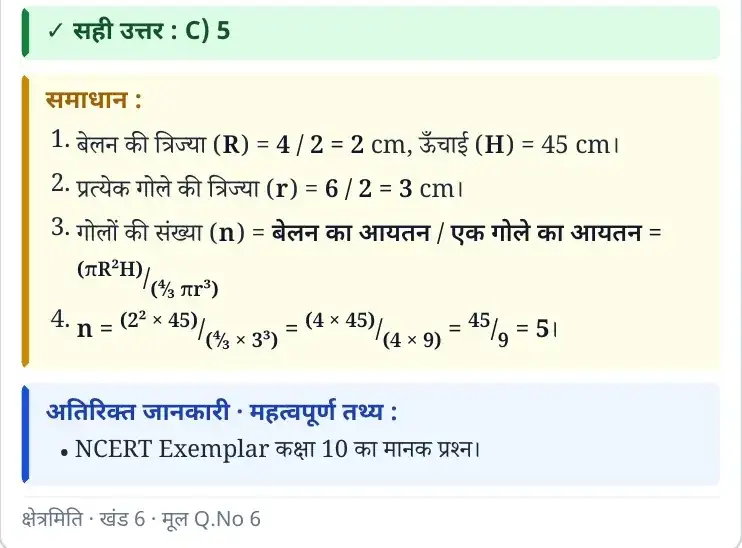 ✓ सही उत्तर : C) 5
समाधान :
1. बेलन की त्रिज्या (R) = 4 / 2 = 2 cm, ऊँचाई (H) = 45 cm।
2. प्रत्येक गोले की त्रिज्या (r) = 6 / 2 = 3 cm।
3. गोलों की संख्या (n) = बेलन का आयतन / एक गोले का आयतन =
(πR²H)/(⁴⁄₃ πr³)
4. n = (2² × 45)/(⁴⁄₃ × 3³) = (4 × 45)/(4 × 9) = 45/9 = 5।
अतिरिक्त जानकारी · महत्वपूर्ण तथ्य :
• NCERT Exemplar कक्षा 10 का मानक प्रश्न।
क्षेत्रमिति · खंड 6 · मूल Q.No 6